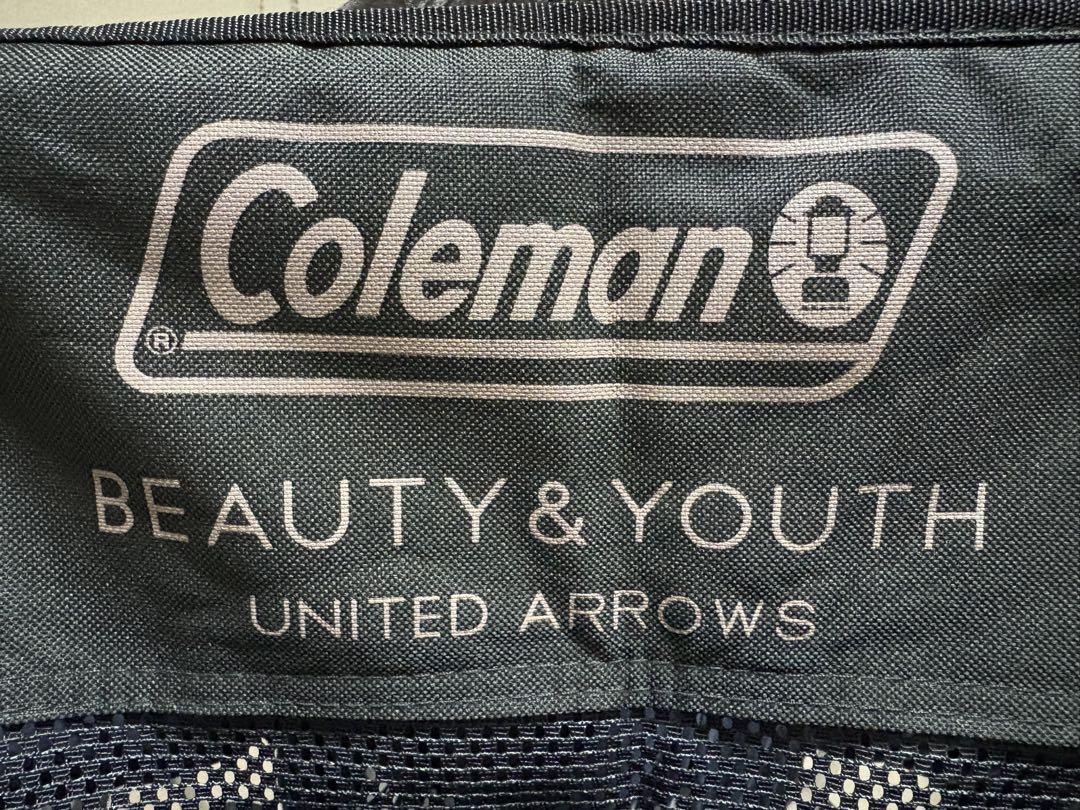 Coleman
®
BEAUTY & YOUTH
UNITED ARROWS